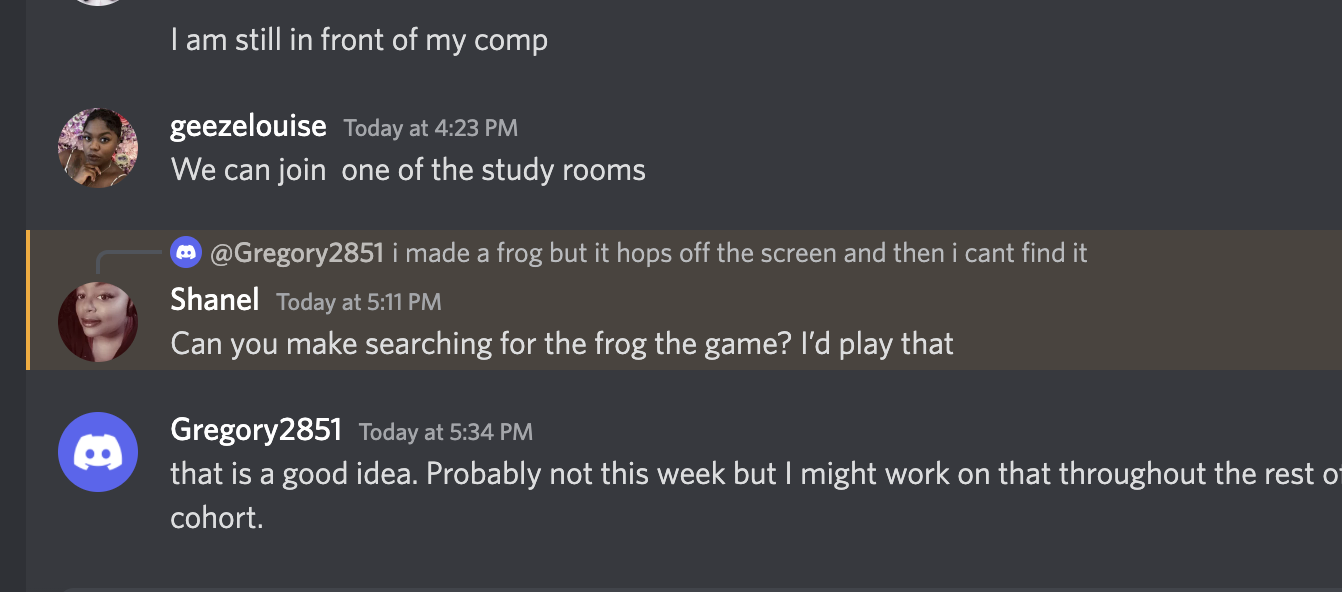 I am still in front of my comp
geezelouise Today at 4:23 PM
We can join  one of the study rooms
@Gregory2851 i made a frog but it hops off the screen and then i cant find it
Shanel Today at 5:11 PM
Can you make searching for the frog the game? I’d play that
Gregory2851 Today at 5:34 PM
that is a good idea. Probably not this week but I might work on that throughout the rest
cohort.